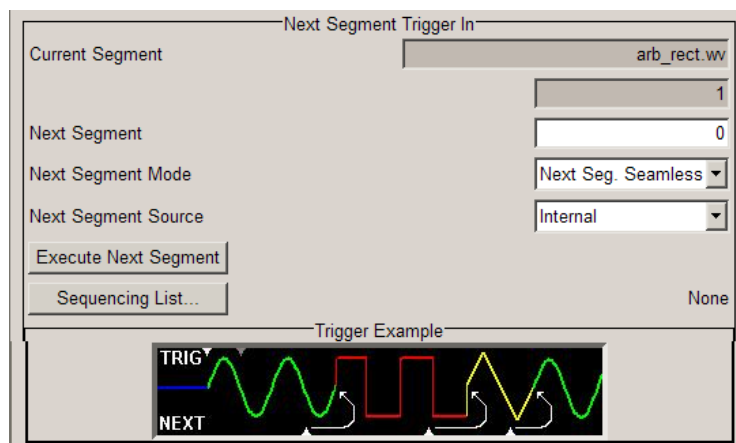 Next Segment Trigger In
Current Segment arb_rect.wv
1
Next Segment 0
Next Segment Mode Next Seg. Seamless
Next Segment Source Internal
Execute Next Segment
Sequencing List... None
Trigger Example
TRIG
NEXT